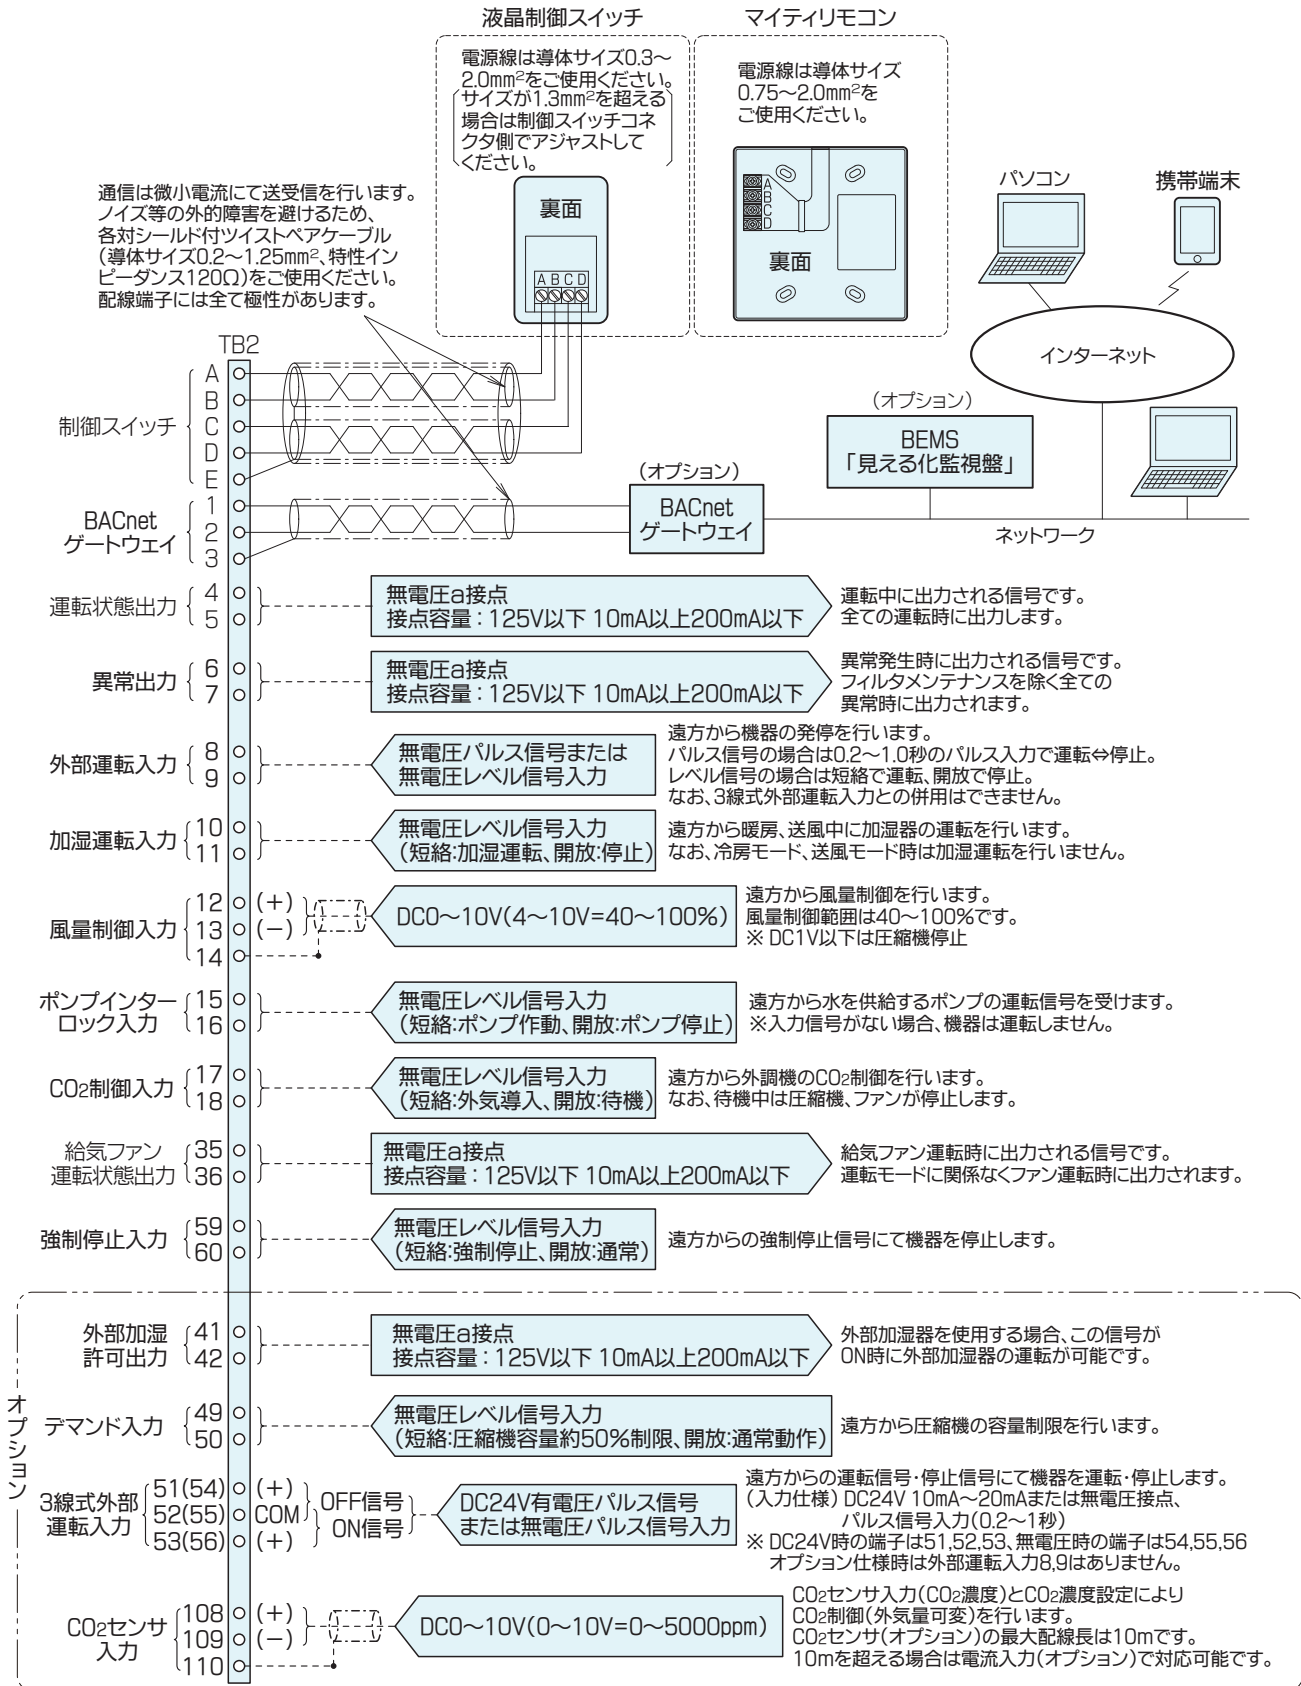 液晶制御スイッチ
電源線は導体サイズ0.3～
2.0mm²をご使用ください。
サイズが1.3mm²を超える
場合は制御スイッチコネ
クタ側でアジャストして
ください。
裏面
A B C D
マイティリモコン
電源線は導体サイズ
0.75～2.0mm²を
ご使用ください。
A
B
C
D
裏面
パソコン
携帯端末
インターネット
通信は微小電流にて送受信を行います。
ノイズ等の外的障害を避けるため、
各対シールド付ツイストペアケーブル
(導体サイズ0.2～1.25mm²、特性イン
ピーダンス120Ω)をご使用ください。
配線端子には全て極性があります。
TB2
制御スイッチ
A
B
C
D
E
BACnet
ゲートウェイ
1
2
3
(オプション)
BACnet
ゲートウェイ
(オプション)
BEMS
「見える化監視盤」
ネットワーク
運転状態出力
4
5
無電圧a接点
接点容量：125V以下 10mA以上200mA以下
運転中に出力される信号です。
全ての運転時に出力します。
異常出力
6
7
無電圧a接点
接点容量：125V以下 10mA以上200mA以下
異常発生時に出力される信号です。
フィルタメンテナンスを除く全ての
異常時に出力されます。
外部運転入力
8
9
無電圧パルス信号または
無電圧レベル信号入力
遠方から機器の発停を行います。
パルス信号の場合は0.2～1.0秒のパルス入力で運転⇔停止。
レベル信号の場合は短絡で運転、開放で停止。
なお、3線式外部運転入力との併用はできません。
加湿運転入力
10
11
無電圧レベル信号入力
(短絡:加湿運転、開放:停止)
遠方から暖房、送風中に加湿器の運転を行います。
なお、冷房モード、送風モード時は加湿運転を行いません。
風量制御入力
12 (+)
13 (−)
14
DC0～10V(4～10V=40～100%)
遠方から風量制御を行います。
風量制御範囲は40～100%です。
※ DC1V以下は圧縮機停止
ポンプインター
ロック入力
15
16
無電圧レベル信号入力
(短絡:ポンプ作動、開放:ポンプ停止)
遠方から水を供給するポンプの運転信号を受けます。
※入力信号がない場合、機器は運転しません。
CO₂制御入力
17
18
無電圧レベル信号入力
(短絡:外気導入、開放:待機)
遠方から外調機のCO₂制御を行います。
なお、待機中は圧縮機、ファンが停止します。
給気ファン
運転状態出力
35
36
無電圧a接点
接点容量：125V以下 10mA以上200mA以下
給気ファン運転時に出力される信号です。
運転モードに関係なくファン運転時に出力されます。
強制停止入力
59
60
無電圧レベル信号入力
(短絡:強制停止、開放:通常)
遠方からの強制停止信号にて機器を停止します。
オプション
外部加湿
許可出力
41
42
無電圧a接点
接点容量：125V以下 10mA以上200mA以下
外部加湿器を使用する場合、この信号が
ON時に外部加湿器の運転が可能です。
デマンド入力
49
50
無電圧レベル信号入力
(短絡:圧縮機容量約50%制限、開放:通常動作)
遠方から圧縮機の容量制限を行います。
3線式外部
運転入力
51(54) (+)
52(55) COM
53(56) (+)
OFF信号
ON信号
DC24V有電圧パルス信号
または無電圧パルス信号入力
遠方からの運転信号・停止信号にて機器を運転・停止します。
(入力仕様) DC24V 10mA～20mAまたは無電圧接点、
パルス信号入力(0.2～1秒)
※ DC24V時の端子は51,52,53、無電圧時の端子は54,55,56
オプション仕様時は外部運転入力8,9はありません。
CO₂センサ
入力
108 (+)
109 (−)
110
DC0～10V(0～10V=0～5000ppm)
CO₂センサ入力(CO₂濃度)とCO₂濃度設定により
CO₂制御(外気量可変)を行います。
CO₂センサ(オプション)の最大配線長は10mです。
10mを超える場合は電流入力(オプション)で対応可能です。